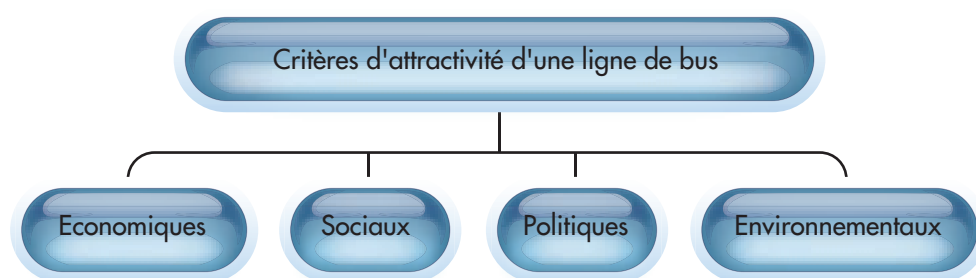 Critères d'attractivité d'une ligne de bus
Economiques
Sociaux
Politiques
Environnementaux